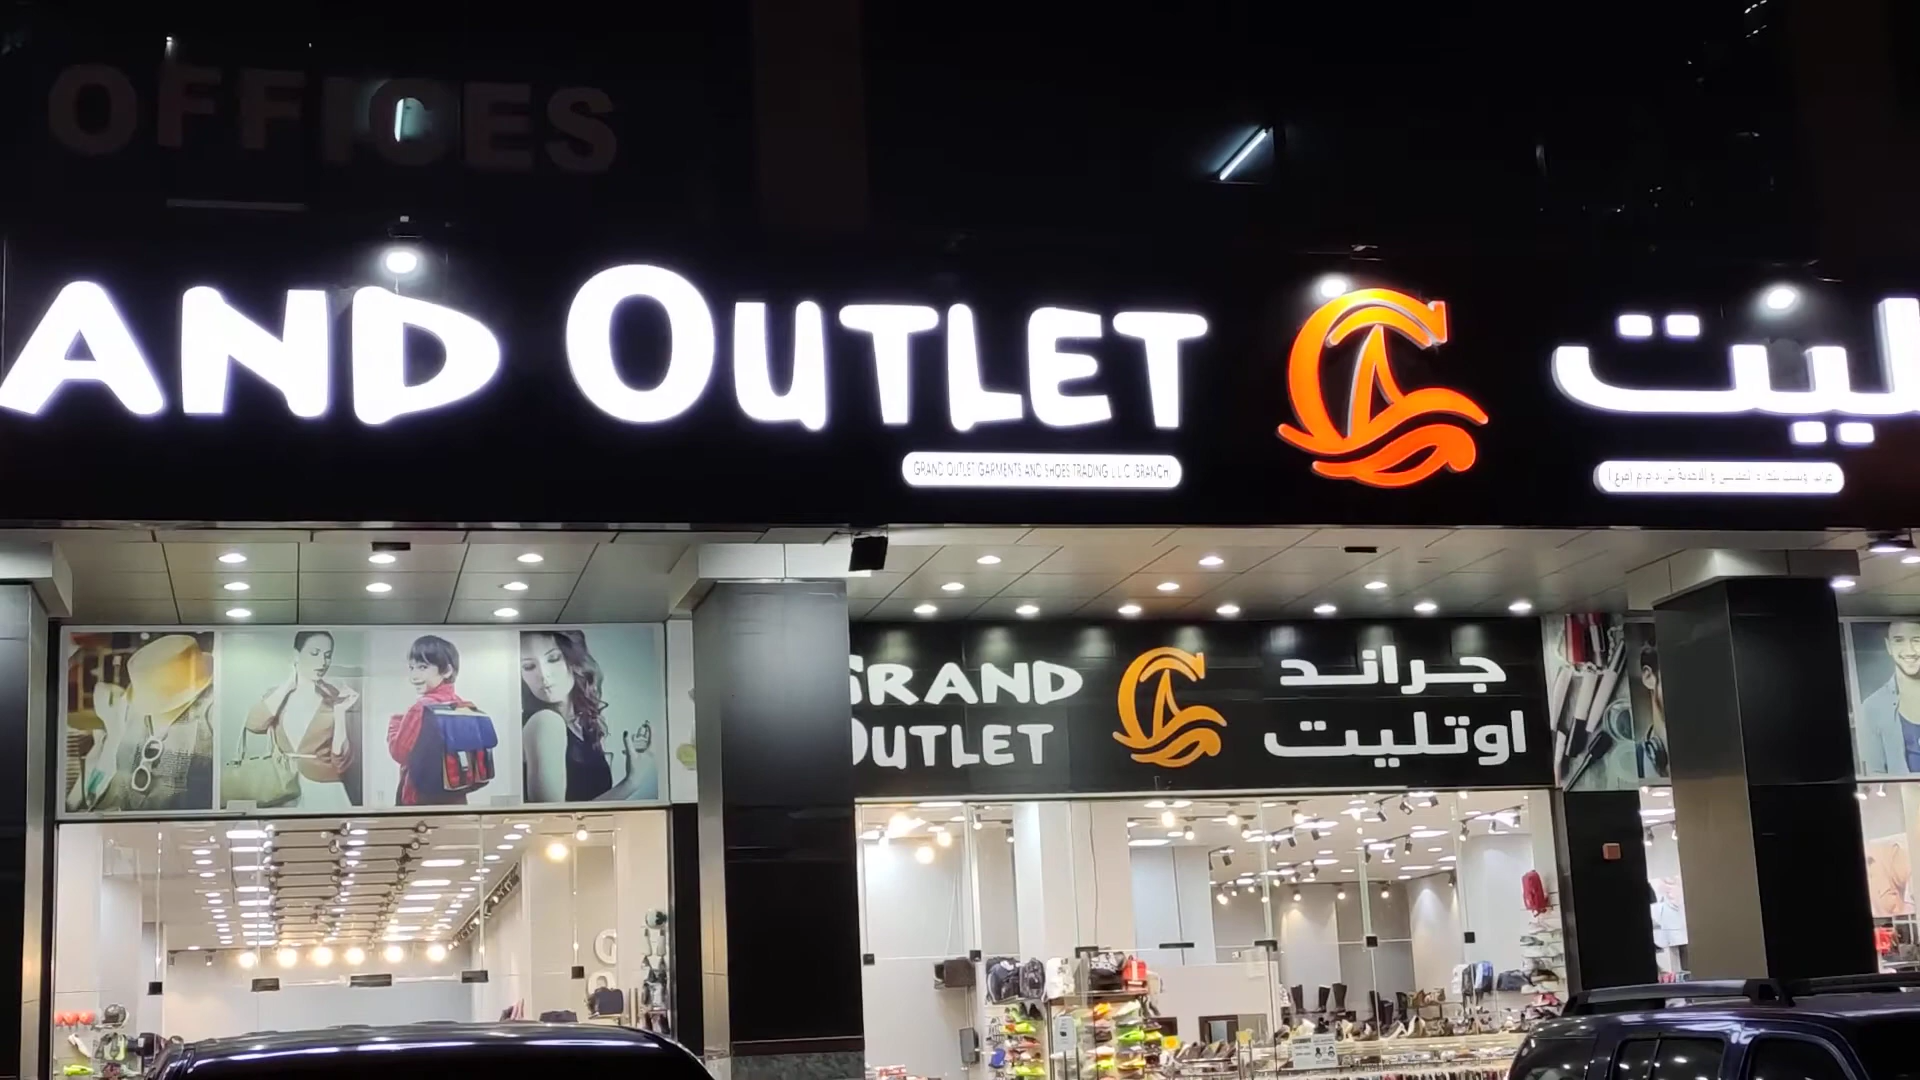 OFFICES
AND OUTLET
ليت
GRAND OUTLET GARMENTS AND SHOES TRADING L.L.C (BRANCH)
GRAND
OUTLET
جراند
اوتليت